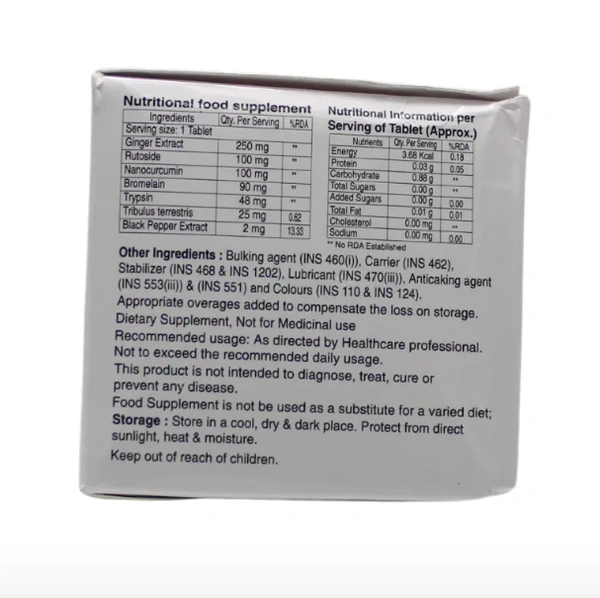 Nutritional food supplement
Ingredients Qty. Per Serving %RDA
Serving size: 1 Tablet
Ginger Extract 250 mg **
Rutoside 100 mg **
Nanocurcumin 100 mg **
Bromelain 90 mg **
Trypsin 48 mg **
Tribulus terrestris 25 mg 0.62
Black Pepper Extract 2 mg 13.33
Nutritional Information per
Serving of Tablet (Approx.)
Nutrients Qty. Per Serving %RDA
Energy 3.68 Kcal 0.18
Protein 0.03 g 0.05
Carbohydrate 0.88 g **
Total Sugars 0.00 g **
Added Sugars 0.00 g 0.00
Total Fat 0.01 g 0.01
Cholesterol 0.00 mg **
Sodium 0.00 mg 0.00
** No RDA Established
Other Ingredients : Bulking agent (INS 460(i)), Carrier (INS 462),
Stabilizer (INS 468 & INS 1202), Lubricant (INS 470(iii)), Anticaking agent
(INS 553(iii)) & (INS 551) and Colours (INS 110 & INS 124).
Appropriate overages added to compensate the loss on storage.
Dietary Supplement, Not for Medicinal use
Recommended usage: As directed by Healthcare professional.
Not to exceed the recommended daily usage.
This product is not intended to diagnose, treat, cure or
prevent any disease.
Food Supplement is not be used as a substitute for a varied diet;
Storage : Store in a cool, dry & dark place. Protect from direct
sunlight, heat & moisture.
Keep out of reach of children.